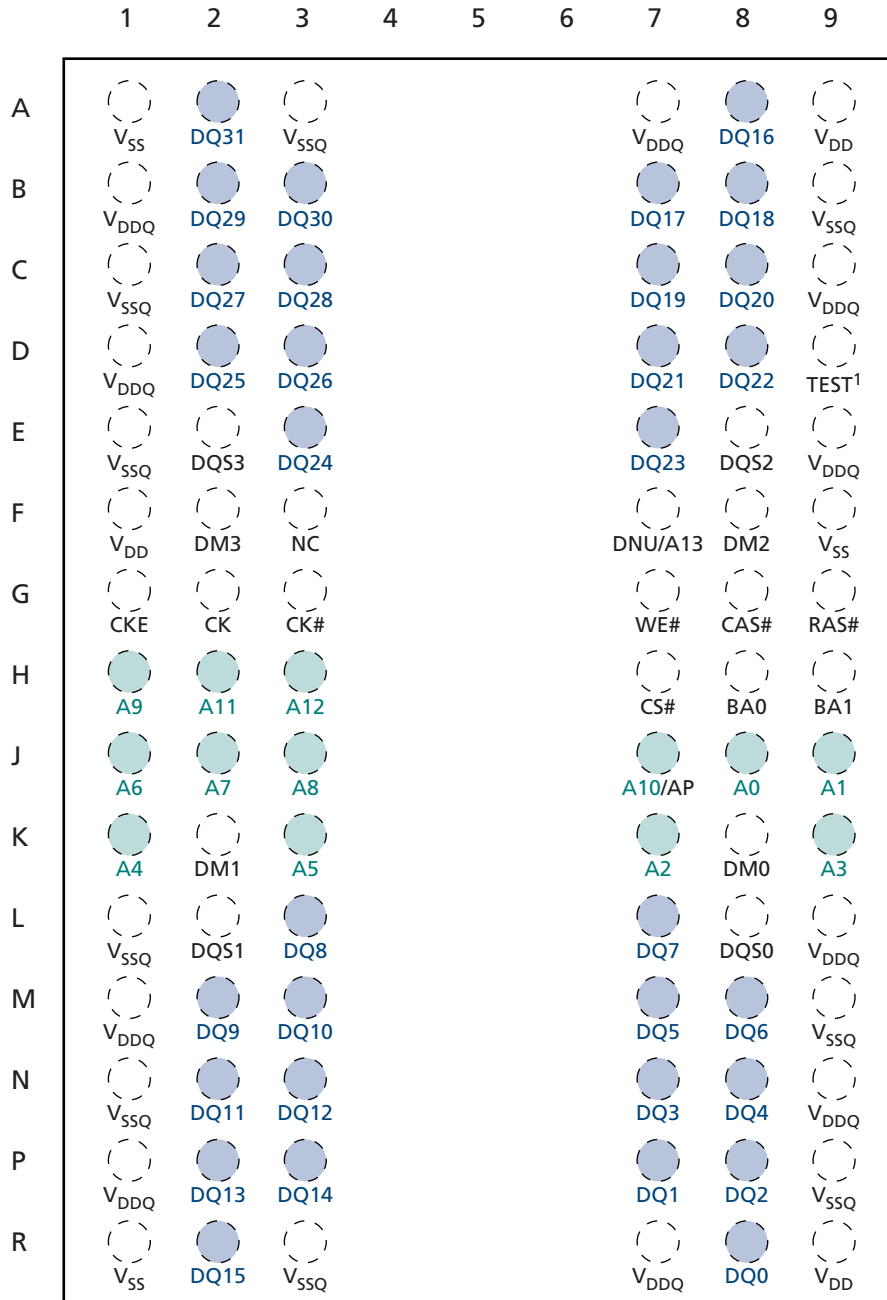 1 2 3 4 5 6 7 8 9
A
VSS DQ31 VSSQ VDDQ DQ16 VDD
B
VDDQ DQ29 DQ30 DQ17 DQ18 VSSQ
C
VSSQ DQ27 DQ28 DQ19 DQ20 VDDQ
D
VDDQ DQ25 DQ26 DQ21 DQ22 TEST1
E
VSSQ DQS3 DQ24 DQ23 DQS2 VDDQ
F
VDD DM3 NC DNU/A13 DM2 VSS
G
CKE CK CK# WE# CAS# RAS#
H
A9 A11 A12 CS# BA0 BA1
J
A6 A7 A8 A10/AP A0 A1
K
A4 DM1 A5 A2 DM0 A3
L
VSSQ DQS1 DQ8 DQ7 DQS0 VDDQ
M
VDDQ DQ9 DQ10 DQ5 DQ6 VSSQ
N
VSSQ DQ11 DQ12 DQ3 DQ4 VDDQ
P
VDDQ DQ13 DQ14 DQ1 DQ2 VSSQ
R
VSS DQ15 VSSQ VDDQ DQ0 VDD